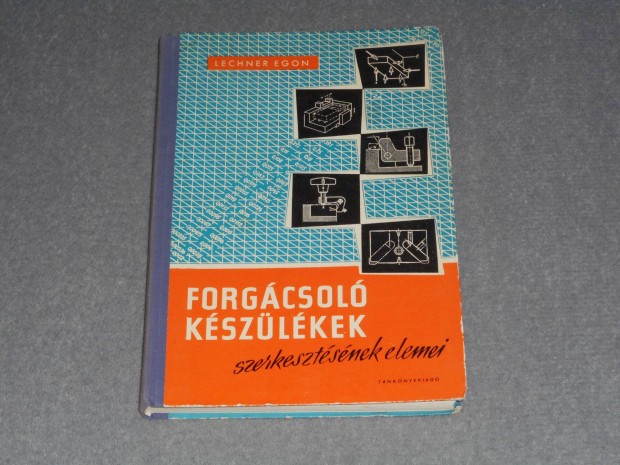 LECHNER EGON
FORGÁCSOLÓ
KÉSZÜLÉKEK
szerkesztésének elemei
TANKÖNYVKIADÓ